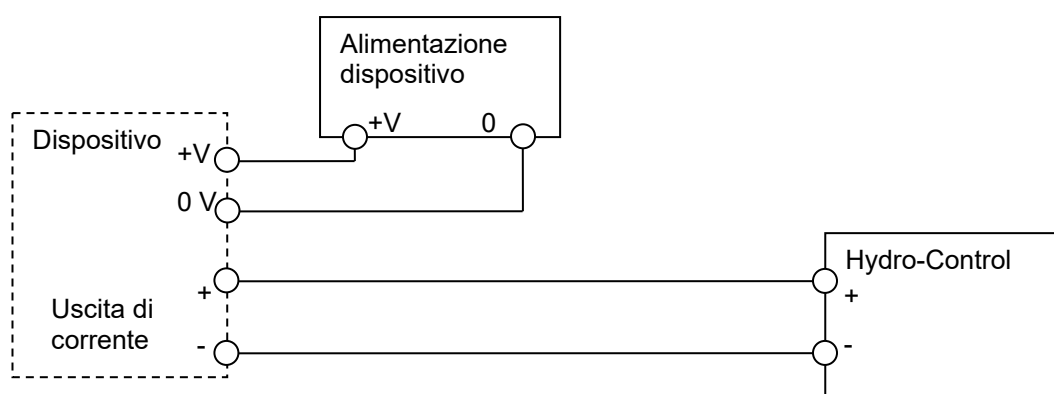 Alimentazione
dispositivo
+V 0
Dispositivo
+V
0 V
+
Uscita di
corrente
-
Hydro-Control
+
-